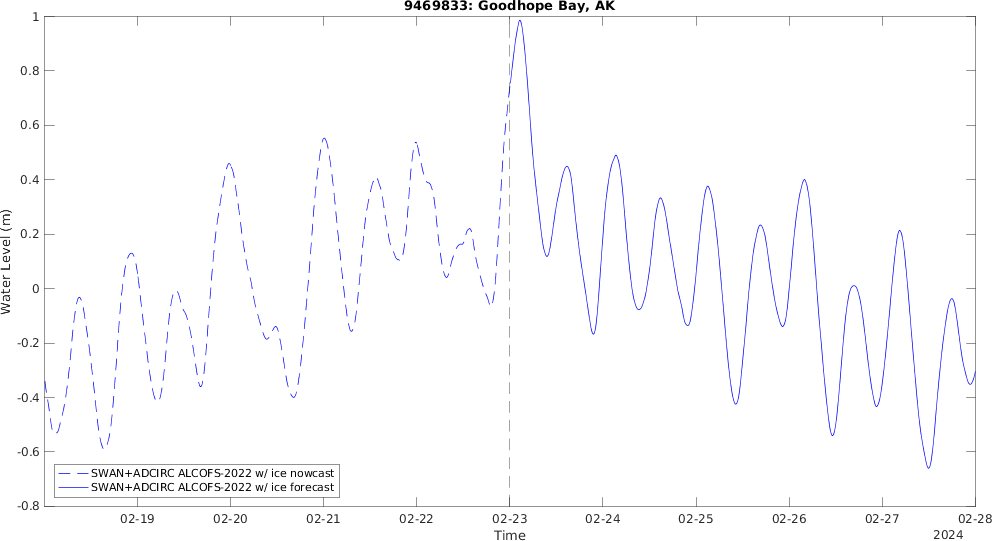 9469833: Goodhope Bay, AK
Water Level (m)
1
0.8
0.6
0.4
0.2
0
-0.2
-0.4
-0.6
-0.8
SWAN+ADCIRC ALCOFS-2022 w/ ice nowcast
SWAN+ADCIRC ALCOFS-2022 w/ ice forecast
02-19 02-20 02-21 02-22 02-23 02-24 02-25 02-26 02-27 02-28
Time
2024